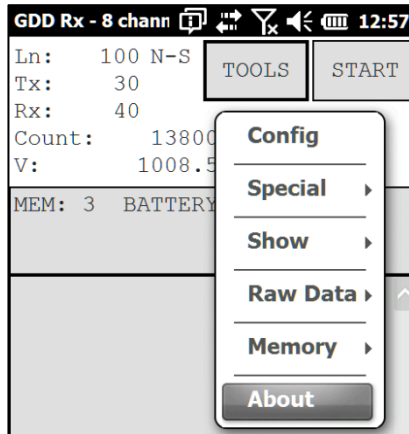 GDD Rx - 8 chann 12:57
Ln: 100 N-S
Tx: 30
Rx: 40
Count: 13800
V: 1008.5
TOOLS
START
MEM: 3 BATTERY
Config
Special
Show
Raw Data
Memory
About